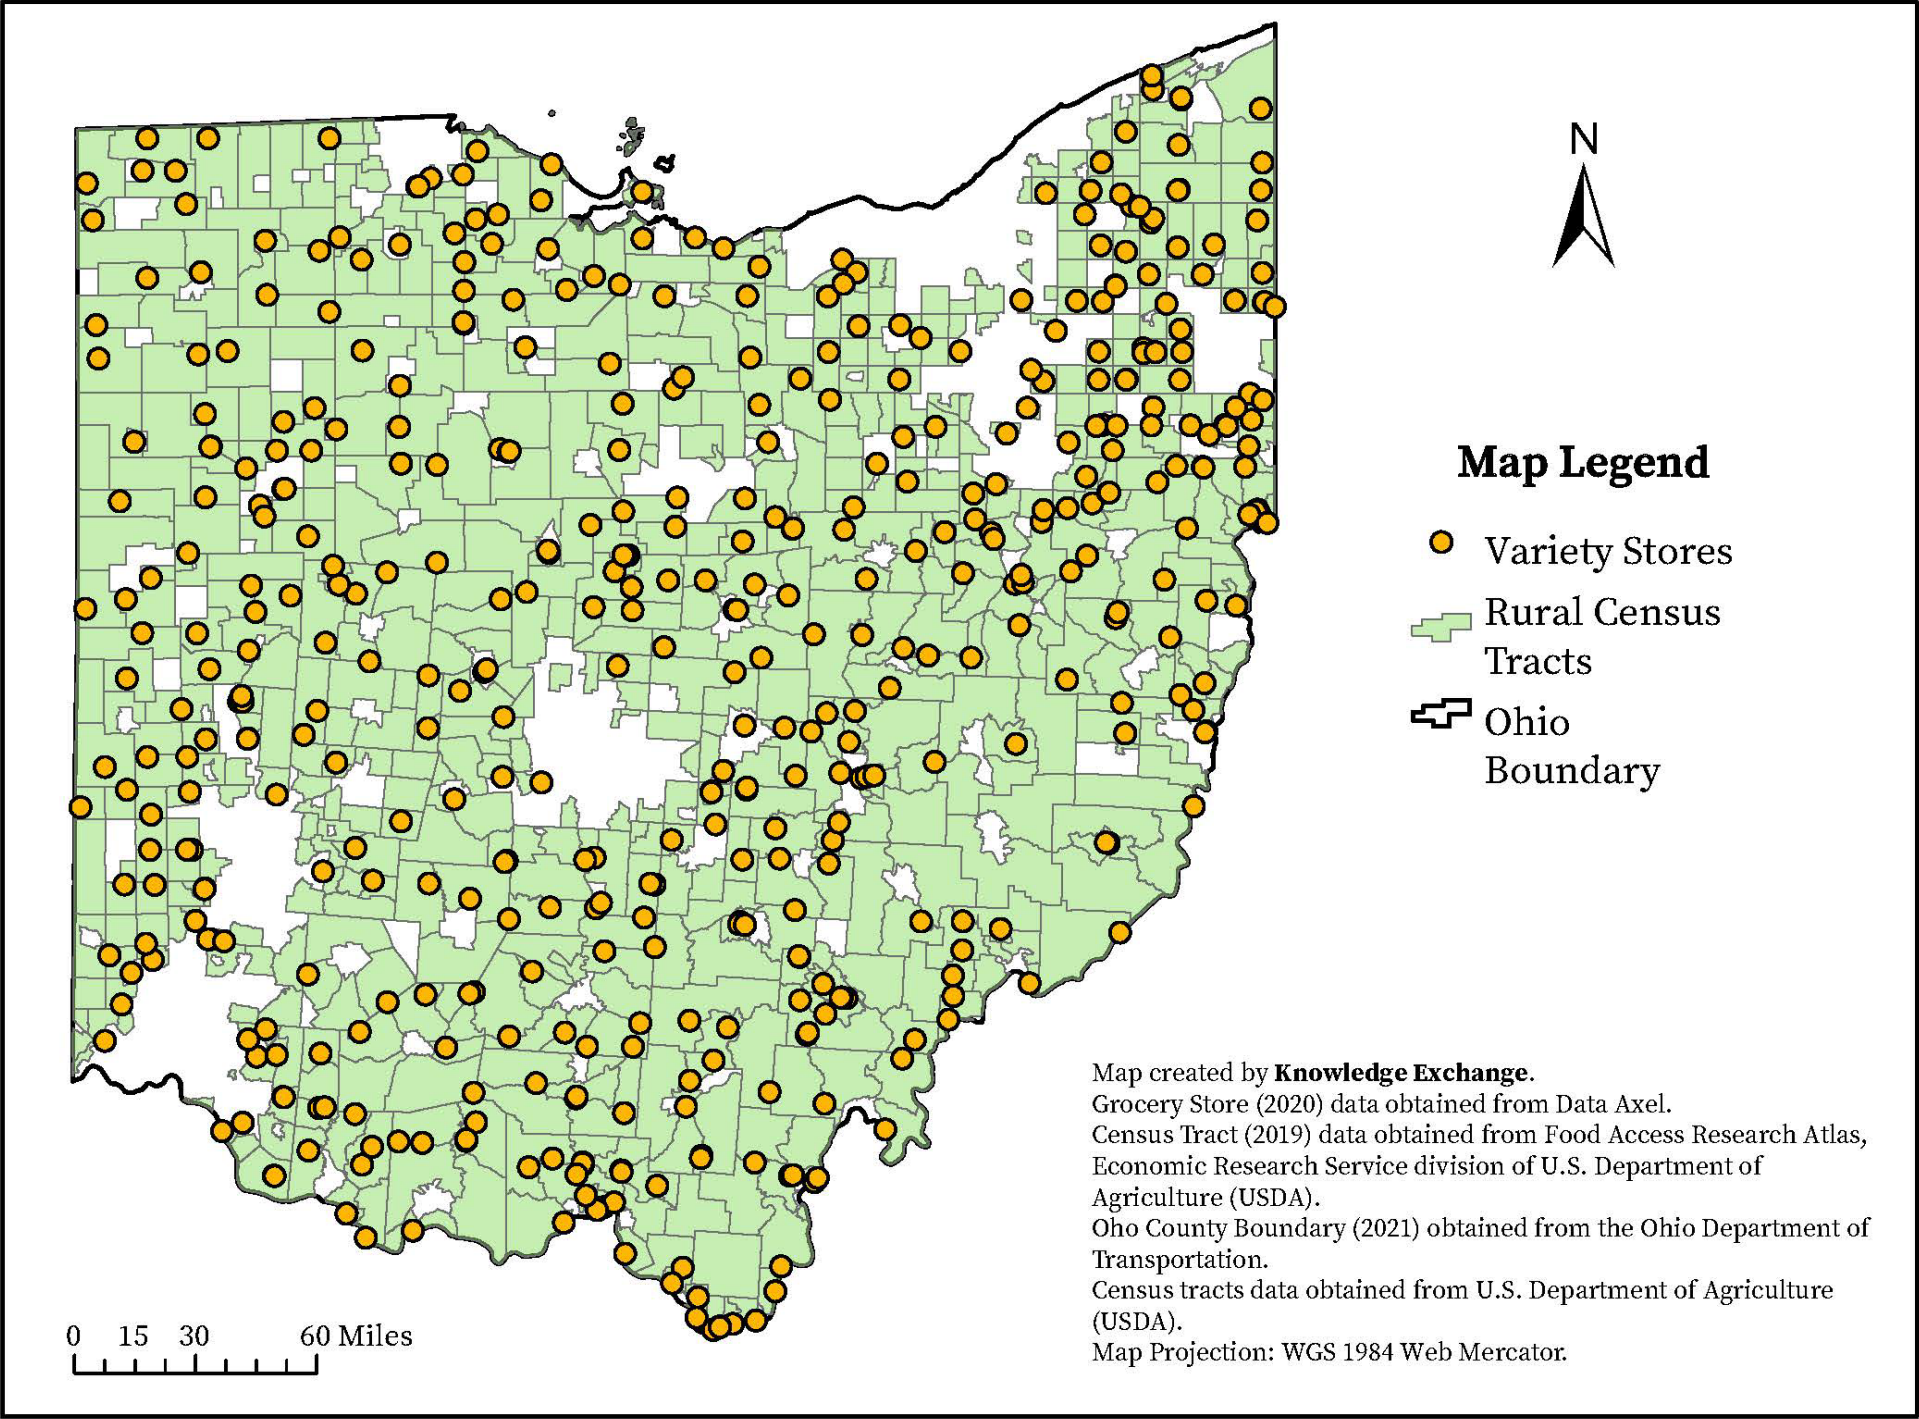 N
Map Legend
Variety Stores
Rural Census
Tracts
Ohio
Boundary
Map created by Knowledge Exchange.
Grocery Store (2020) data obtained from Data Axel.
Census Tract (2019) data obtained from Food Access Research Atlas,
Economic Research Service division of U.S. Department of
Agriculture (USDA).
Oho County Boundary (2021) obtained from the Ohio Department of
Transportation.
Census tracts data obtained from U.S. Department of Agriculture
(USDA).
Map Projection: WGS 1984 Web Mercator.
0 15 30 60 Miles